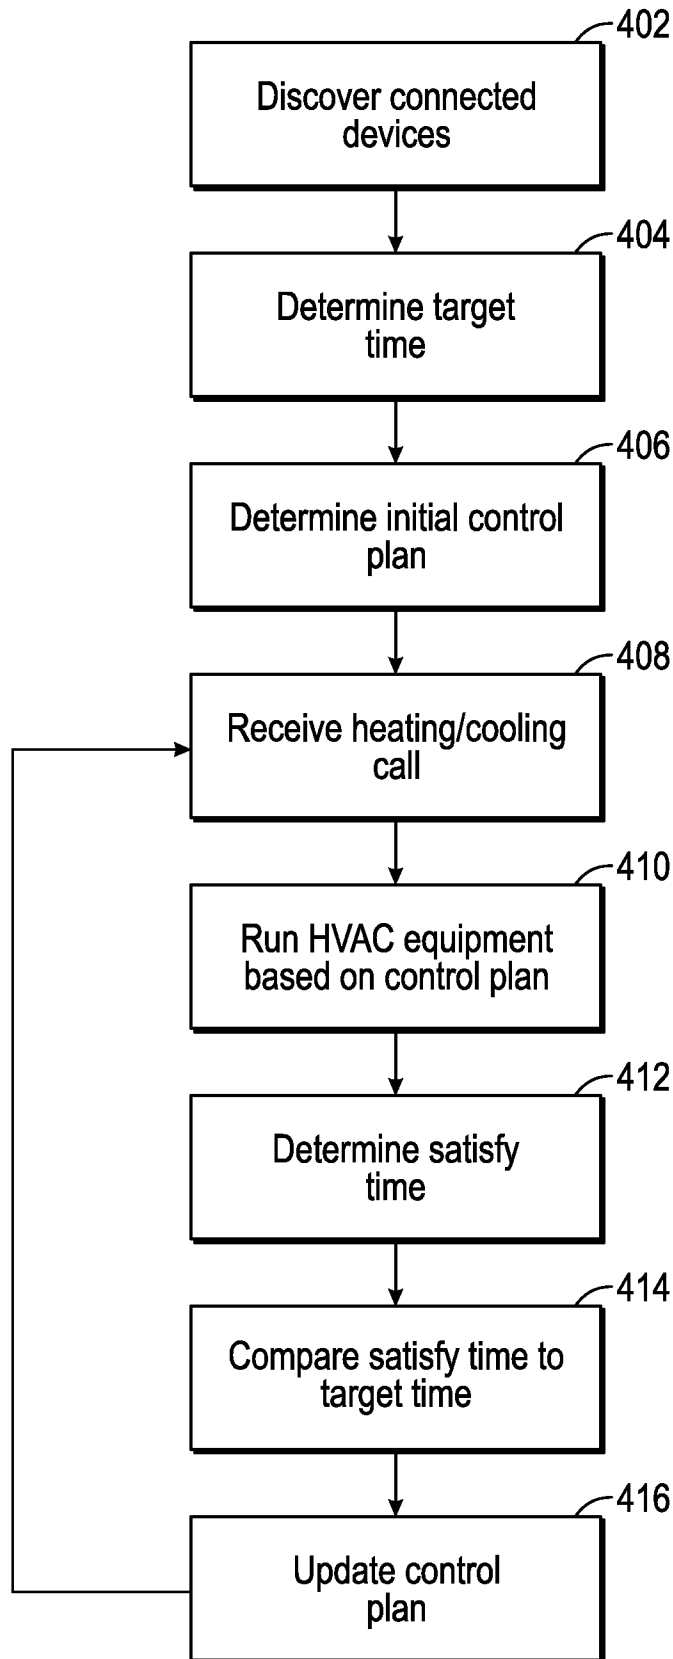 402
Discover connected
devices
404
Determine target
time
406
Determine initial control
plan
408
Receive heating/cooling
call
410
Run HVAC equipment
based on control plan
412
Determine satisfy
time
414
Compare satisfy time to
target time
416
Update control
plan